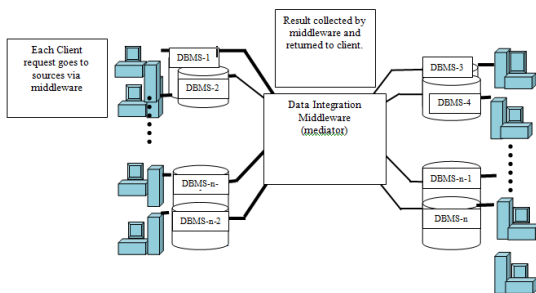 Each Client
request goes to
sources via
middleware
Result collected by
middleware and
returned to client.
DBMS-1
DBMS-2
DBMS-3
DBMS-4
Data Integration
Middleware
(mediator)
DBMS-n-
DBMS-n-2
DBMS-n-1
DBMS-n